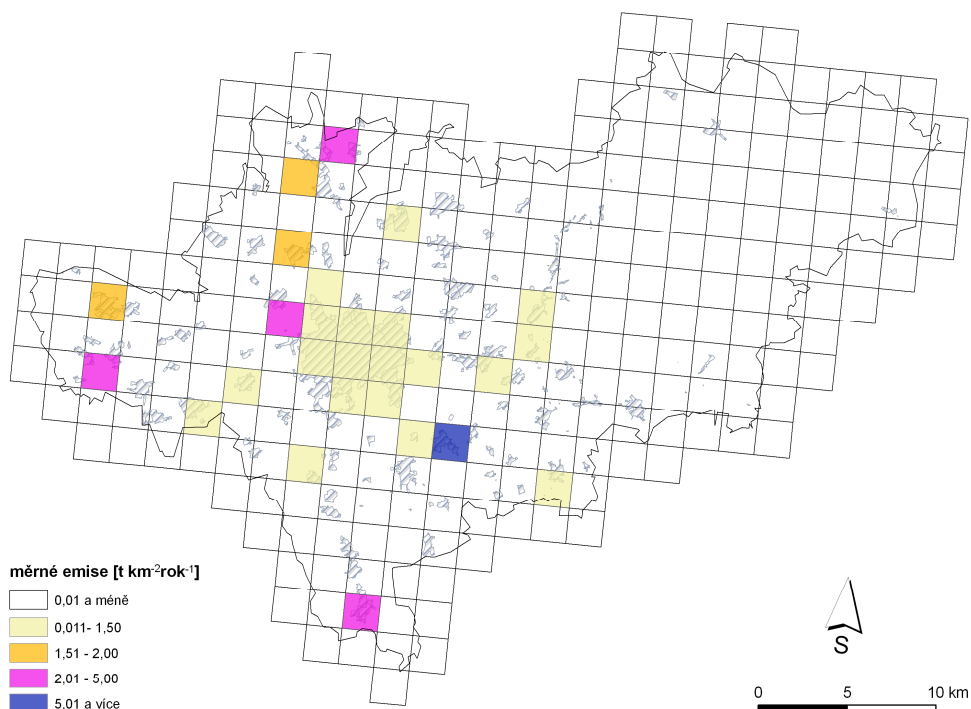 měrné emise [t km-2rok-1]
0,01 a méně
0,011- 1,50
1,51 - 2,00
2,01 - 5,00
5.01 a více
S
0 5 10 km